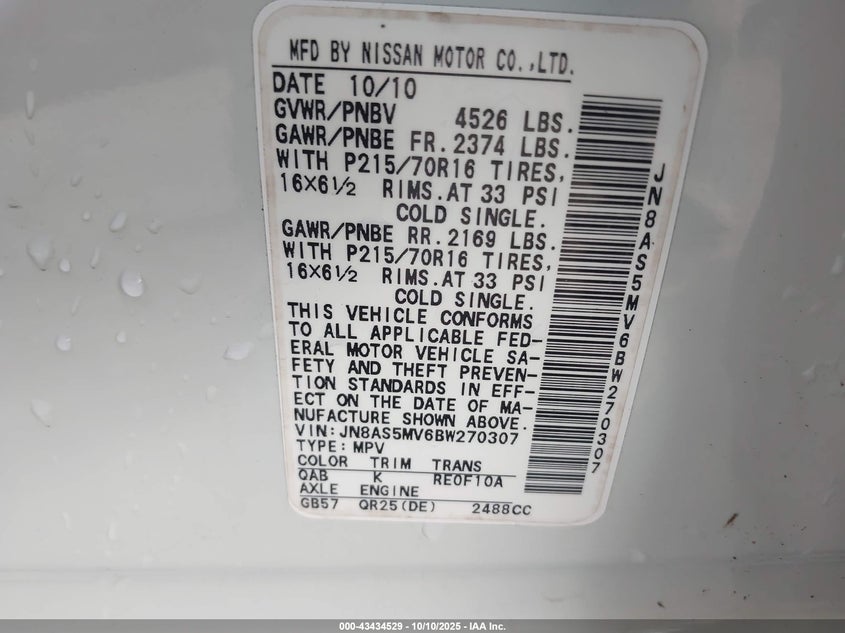 MFD BY NISSAN MOTOR CO.,LTD.
DATE 10/10
GVWR/PNBV 4526 LBS.
GAWR/PNBE FR. 2374 LBS.
WITH P215/70R16 TIRES,
16X6½ RIMS.AT 33 PSI
COLD SINGLE.
GAWR/PNBE RR. 2169 LBS.
WITH P215/70R16 TIRES,
16X6½ RIMS.AT 33 PSI
COLD SINGLE.
THIS VEHICLE CONFORMS
TO ALL APPLICABLE FED-
ERAL MOTOR VEHICLE SA-
FETY AND THEFT PREVEN-
TION STANDARDS IN EFF-
ECT ON THE DATE OF MA-
NUFACTURE SHOWN ABOVE.
VIN:JN8AS5MV6BW270307
TYPE:MPV
COLOR TRIM TRANS
QAB K RE0F10A
AXLE ENGINE
GB57 QR25(DE) 2488CC
JN8AS5MV6BW270307
000-43434529 - 10/10/2025 - IAA Inc.